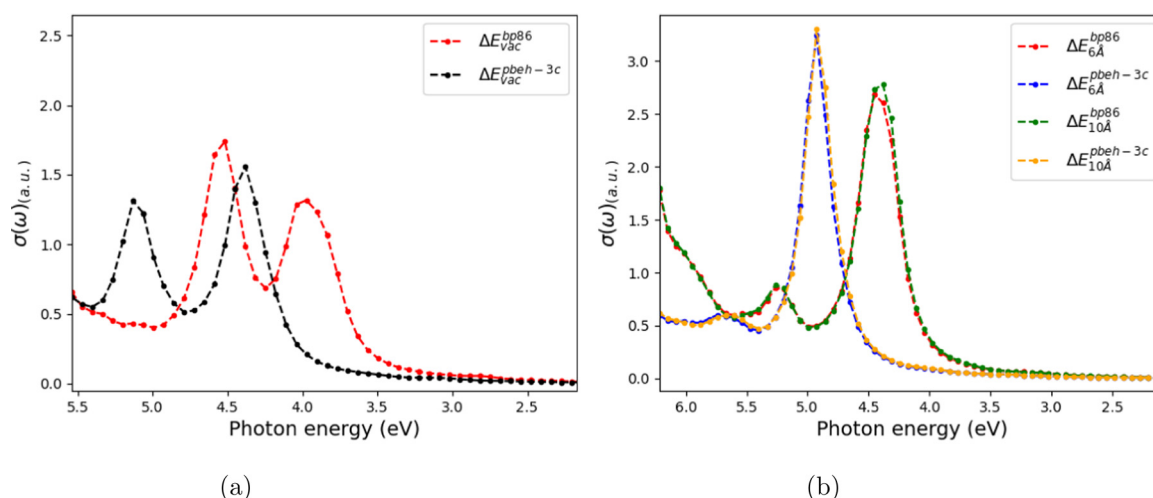 2.5
2.0
1.5
1.0
0.5
0.0
σ(ω)(a.u.)
5.5 5.0 4.5 4.0 3.5 3.0 2.5
Photon energy (eV)
ΔE_vac^bp86
ΔE_vac^pbeh−3c
(a)
3.0
2.5
2.0
1.5
1.0
0.5
0.0
σ(ω)(a.u.)
6.0 5.5 5.0 4.5 4.0 3.5 3.0 2.5
Photon energy (eV)
ΔE_6Å^bp86
ΔE_6Å^pbeh−3c
ΔE_10Å^bp86
ΔE_10Å^pbeh−3c
(b)